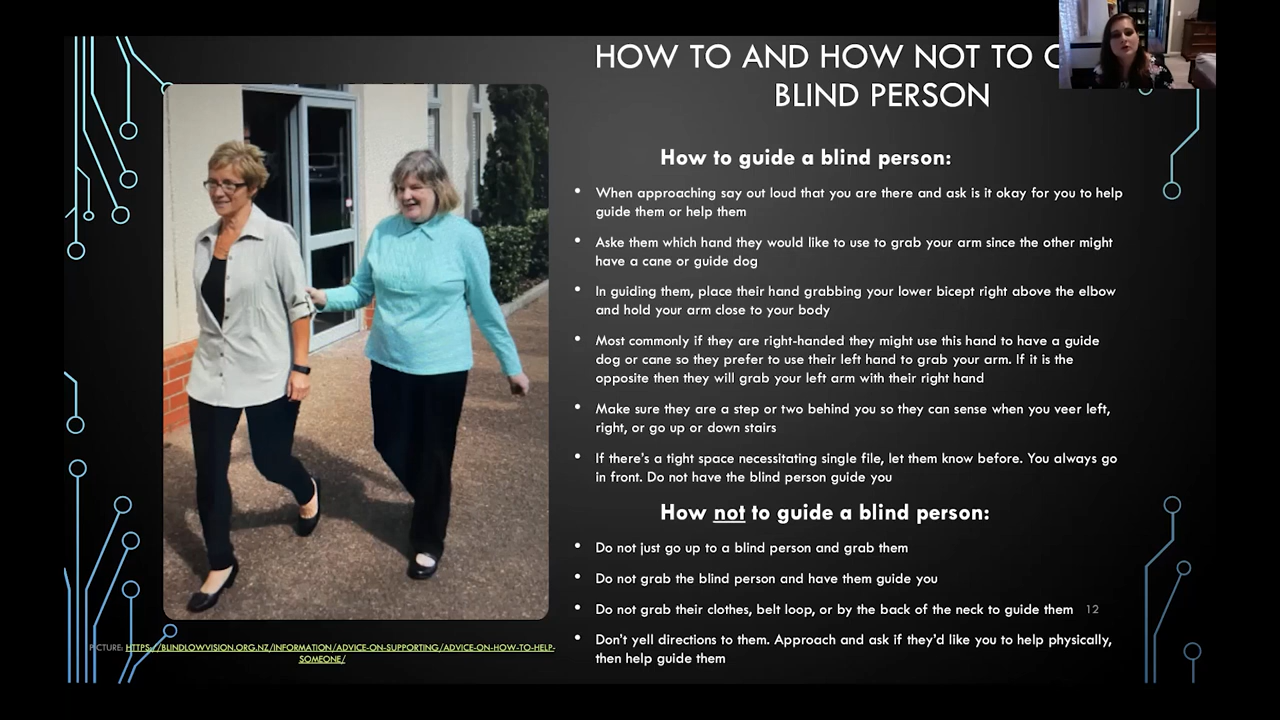 HOW TO AND HOW NOT TO
BLIND PERSON
How to guide a blind person:
• When approaching say out loud that you are there and ask is it okay for you to help
guide them or help them
• Aske them which hand they would like to use to grab your arm since the other might
have a cane or guide dog
• In guiding them, place their hand grabbing your lower bicept right above the elbow
and hold your arm close to your body
• Most commonly if they are right-handed they might use this hand to have a guide
dog or cane so they prefer to use their left hand to grab your arm. If it is the
opposite then they will grab your left arm with their right hand
• Make sure they are a step or two behind you so they can sense when you veer left,
right, or go up or down stairs
• If there's a tight space necessitating single file, let them know before. You always go
in front. Do not have the blind person guide you
How not to guide a blind person:
• Do not just go up to a blind person and grab them
• Do not grab the blind person and have them guide you
• Do not grab their clothes, belt loop, or by the back of the neck to guide them
12
• Don't yell directions to them. Approach and ask if they'd like you to help physically,
then help guide them
PICTURE: HTTPS://BLINDLOWVISION.ORG.NZ/INFORMATION/ADVICE-ON-SUPPORTING/ADVICE-ON-HOW-TO-HELP-
SOMEONE/